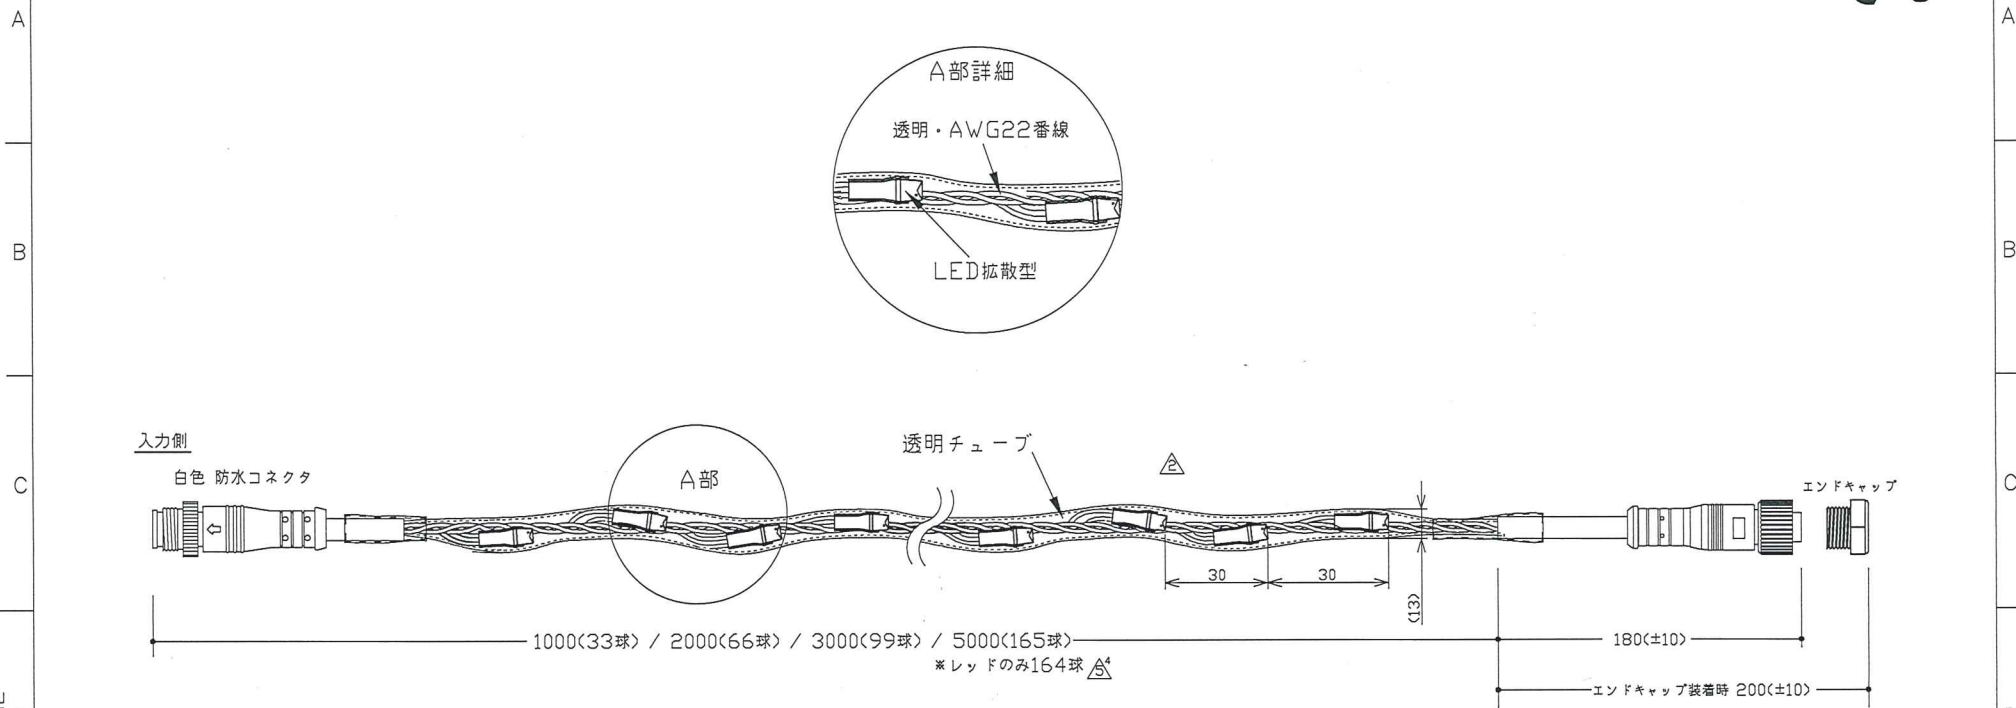 A
A
A部詳細
透明・AWG22番線
B
B
LED拡散型
入力側
白色 防水コネクタ
A部
透明チューブ
2
エンドキャップ
C
C
30
30
(13)
1000(33球) / 2000(66球) / 3000(99球) / 5000(165球)
180(±10)
※レッドのみ164球
エンドキャップ装着時 200(±10)